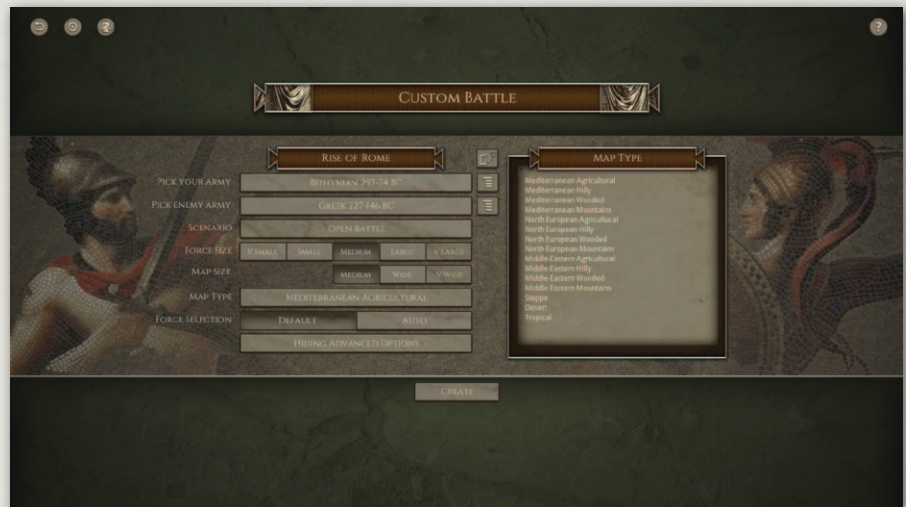 ?
CUSTOM BATTLE
RISE OF ROME
PICK YOUR ARMY BITHYNIAN 297-74 BC
PICK ENEMY ARMY GREEK 227-146 BC
SCENARIO OPEN BATTLE
FORCE SIZE V.SMALL SMALL MEDIUM LARGE V.LARGE
MAP SIZE MEDIUM WIDE V.WIDE
MAP TYPE MEDITERRANEAN AGRICULTURAL
FORCE SELECTION DEFAULT AUTO
HIDING ADVANCED OPTIONS
MAP TYPE
Mediterranean Agricultural
Mediterranean Hilly
Mediterranean Wooded
Mediterranean Mountains
North European Agricultural
North European Hilly
North European Wooded
North European Mountains
Middle-Eastern Agricultural
Middle-Eastern Hilly
Middle-Eastern Wooded
Middle-Eastern Mountains
Steppe
Desert
Tropical
CREATE